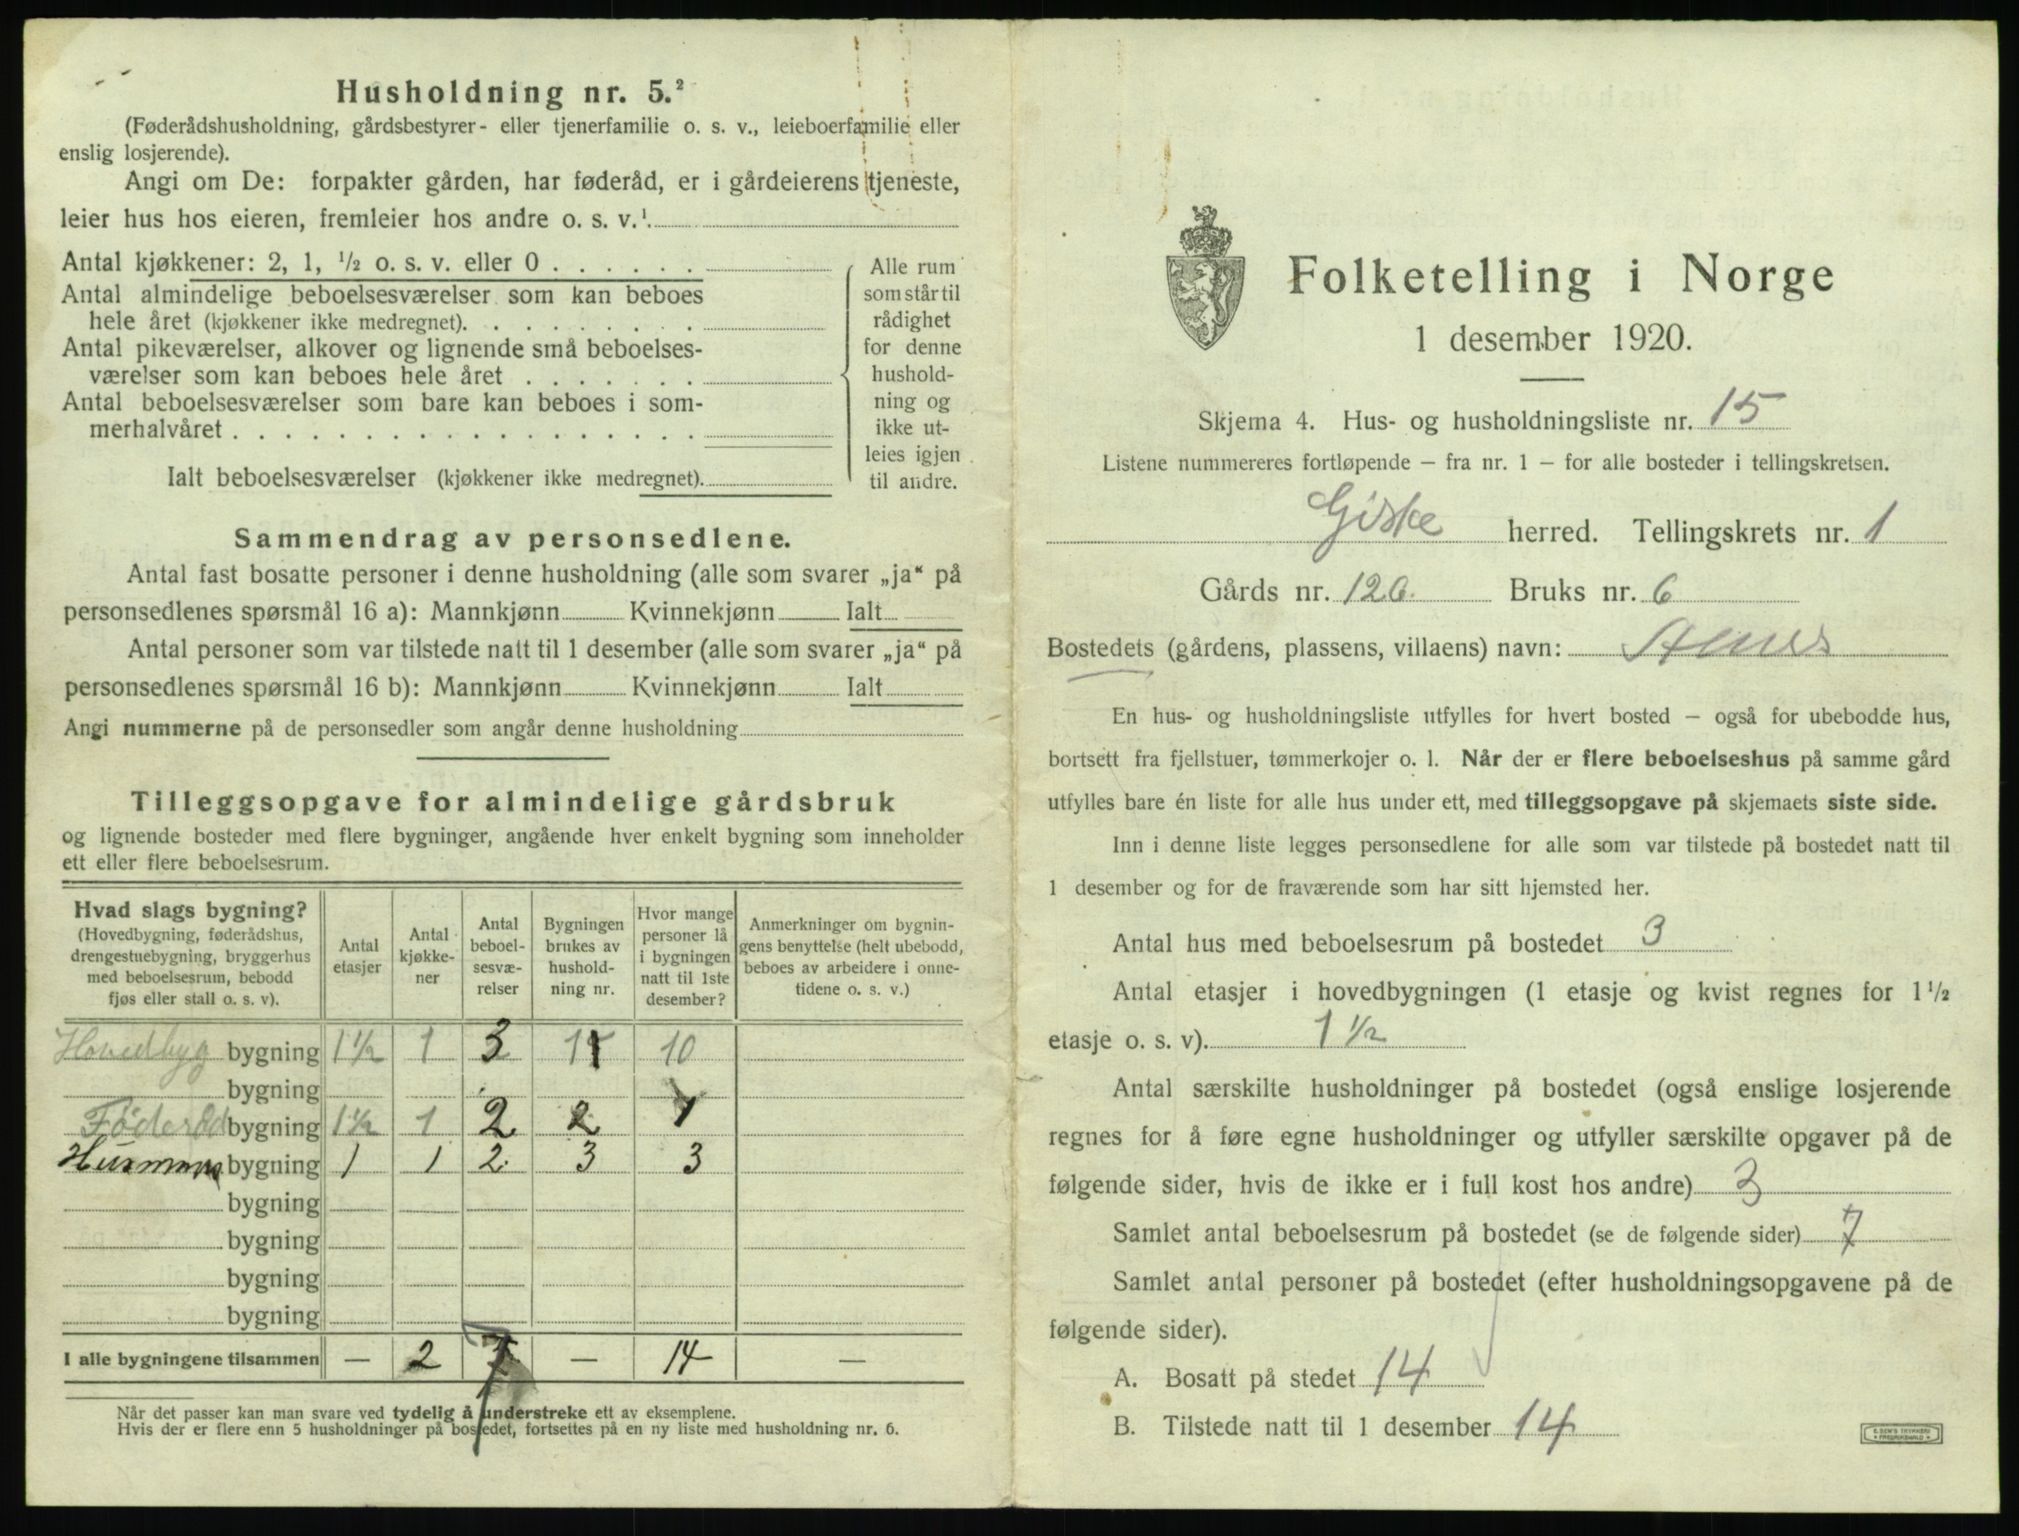 Husholdning nr. 5.²
(Føderådshusholdning, gårdsbestyrer- eller tjenerfamilie o. s. v., leieboerfamilie eller
enslig losjerende).
Angi om De: forpakter gården, har føderåd, er i gårdeierens tjeneste,
leier hus hos eieren, fremleier hos andre o. s. v.¹
Antal kjøkkener: 2, 1, ½ o. s. v. eller 0
Antal almindelige beboelsesværelser som kan beboes
hele året (kjøkkener ikke medregnet).
Antal pikeværelser, alkover og lignende små beboelses-
værelser som kan beboes hele året
Antal beboelsesværelser som bare kan beboes i som-
merhalvåret
Ialt beboelsesværelser (kjøkkener ikke medregnet).
Alle rum
som står til
rådighet
for denne
hushold-
ning og
ikke ut-
leies igjen
til andre.
Sammendrag av personsedlene.
Antal fast bosatte personer i denne husholdning (alle som svarer „ja“ på
personsedlenes spørsmål 16 a): Mannkjønn Kvinnekjønn Ialt
Antal personer som var tilstede natt til 1 desember (alle som svarer „ja“ på
personsedlenes spørsmål 16 b): Mannkjønn Kvinnekjønn Ialt
Angi nummerne på de personsedler som angår denne husholdning
Tilleggsopgave for almindelige gårdsbruk
og lignende bosteder med flere bygninger, angående hver enkelt bygning som inneholder
ett eller flere beboelsesrum.
Hvad slags bygning?
(Hovedbygning, føderådshus,
drengestuebygning, bryggerhus
med beboelsesrum, bebodd
fjøs eller stall o. s. v).
Antal
etasjer
Antal
kjøkke-
ner
Antal
beboel-
sesvæ-
relser
Bygningen
brukes av
hushold-
ning nr.
Hvor mange
personer lå
i bygningen
natt til 1ste
desember?
Anmerkninger om bygnin-
gens benyttelse (helt ubebodd,
beboes av arbeidere i onne-
tidene o. s. v.)
Hovedbyg bygning 1½ 1 3 1 10
bygning
Føderåd bygning 1½ 1 2 2 1
bygning 1 1 2 3 3
bygning
bygning
bygning
bygning
I alle bygningene tilsammen — 2 7 — 14 —
Når det passer kan man svare ved tydelig å understreke ett av eksemplene.
Hvis der er flere enn 5 husholdninger på bostedet, fortsettes på en ny liste med husholdning nr. 6.
Folketelling i Norge
1 desember 1920.
Skjema 4. Hus- og husholdningsliste nr. 15
Listene nummereres fortløpende – fra nr. 1 – for alle bosteder i tellingskretsen.
Giske herred. Tellingskrets nr. 1
Gårds nr. 126. Bruks nr. 6
Bostedets (gårdens, plassens, villaens) navn: Alnes
En hus- og husholdningsliste utfylles for hvert bosted – også for ubebodde hus,
bortsett fra fjellstuer, tømmerkojer o. l. Når der er flere beboelseshus på samme gård
utfylles bare én liste for alle hus under ett, med tilleggsopgave på skjemaets siste side.
Inn i denne liste legges personsedlene for alle som var tilstede på bostedet natt til
1 desember og for de fraværende som har sitt hjemsted her.
Antal hus med beboelsesrum på bostedet 3
Antal etasjer i hovedbygningen (1 etasje og kvist regnes for 1½
etasje o. s. v). 1½
Antal særskilte husholdninger på bostedet (også enslige losjerende
regnes for å føre egne husholdninger og utfyller særskilte opgaver på de
følgende sider, hvis de ikke er i full kost hos andre) 3
Samlet antal beboelsesrum på bostedet (se de følgende sider) 7
Samlet antal personer på bostedet (efter husholdningsopgavene på de
følgende sider).
A. Bosatt på stedet 14
B. Tilstede natt til 1 desember 14